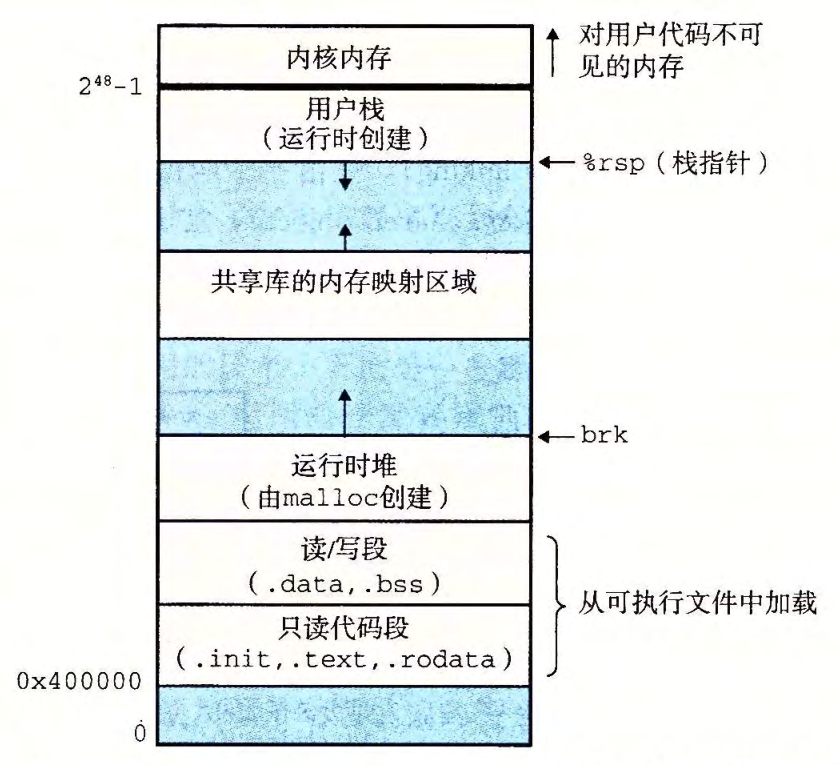 内核内存
对用户代码不可
见的内存
2⁴⁸-1
用户栈
(运行时创建)
%rsp(栈指针)
共享库的内存映射区域
brk
运行时堆
(由malloc创建)
读/写段
(.data,.bss)
从可执行文件中加载
只读代码段
(.init,.text,.rodata)
0x400000
0